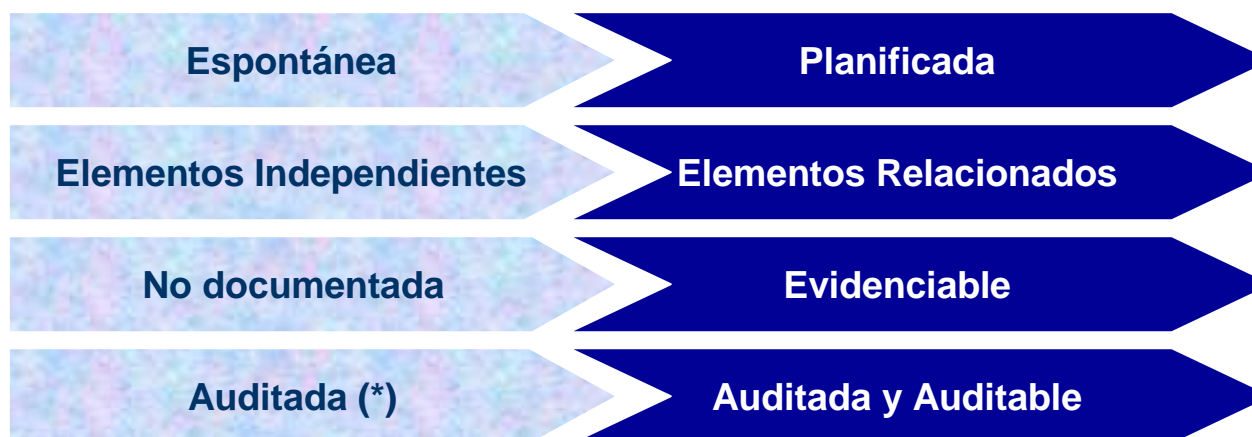 Espontánea
Planificada
Elementos Independientes
Elementos Relacionados
No documentada
Evidenciable
Auditada (*)
Auditada y Auditable